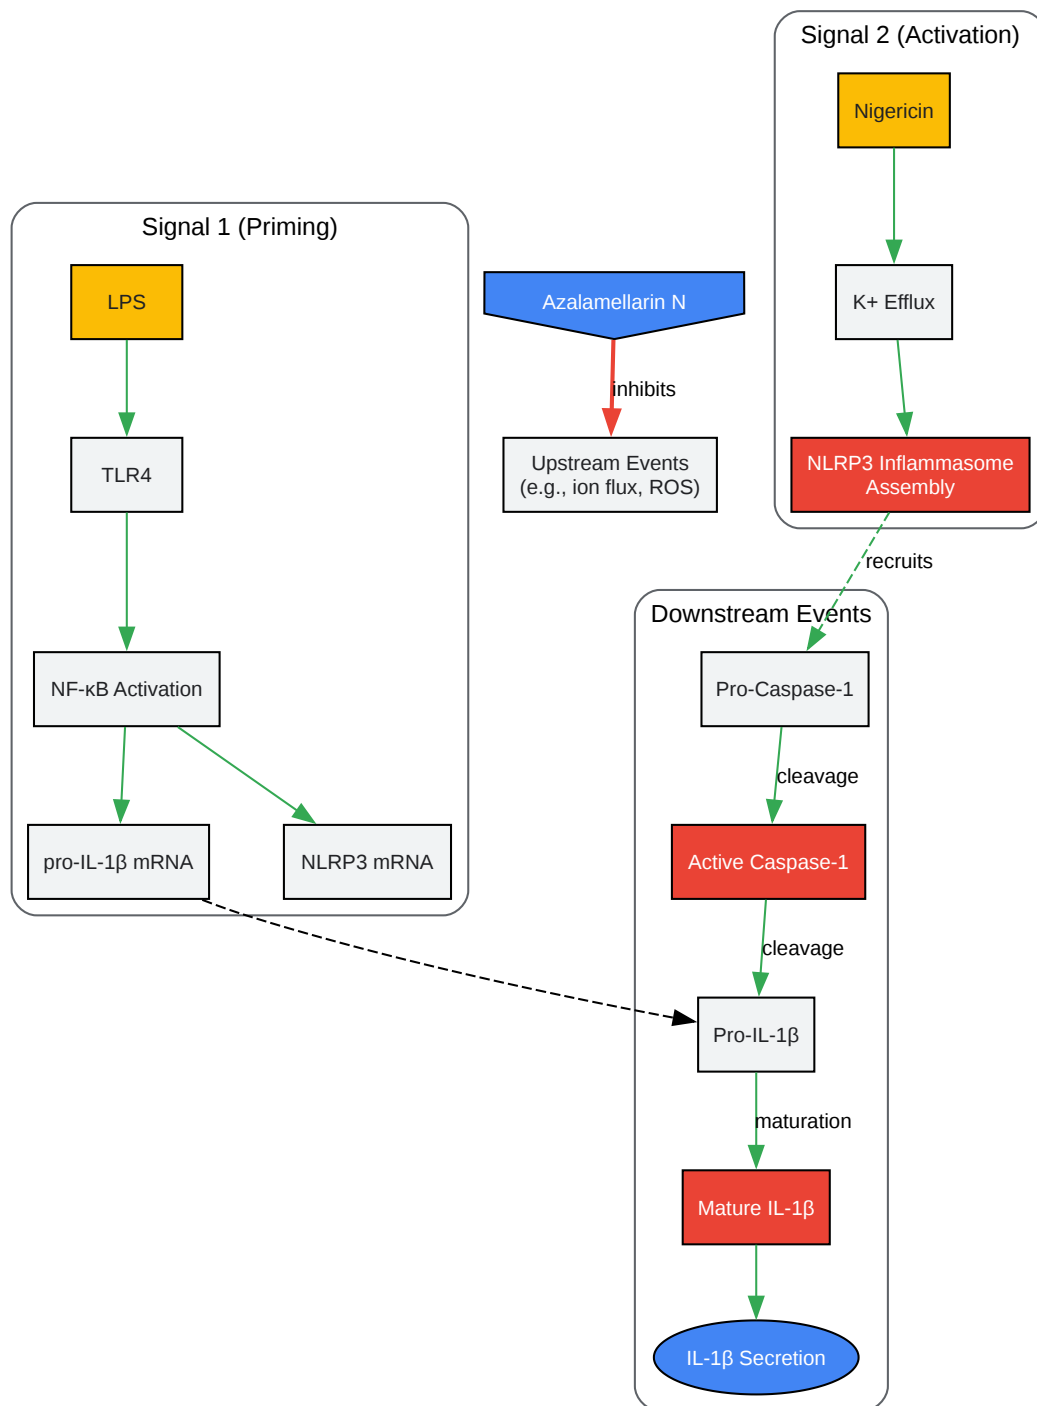 Signal 2 (Activation)
Nigericin
K+ Efflux
NLRP3 Inflammasome
Assembly
Signal 1 (Priming)
LPS
TLR4
NF-κB Activation
pro-IL-1β mRNA
NLRP3 mRNA
Azalamellarin N
inhibits
Upstream Events
(e.g., ion flux, ROS)
recruits
Downstream Events
Pro-Caspase-1
cleavage
Active Caspase-1
cleavage
Pro-IL-1β
maturation
Mature IL-1β
IL-1β Secretion